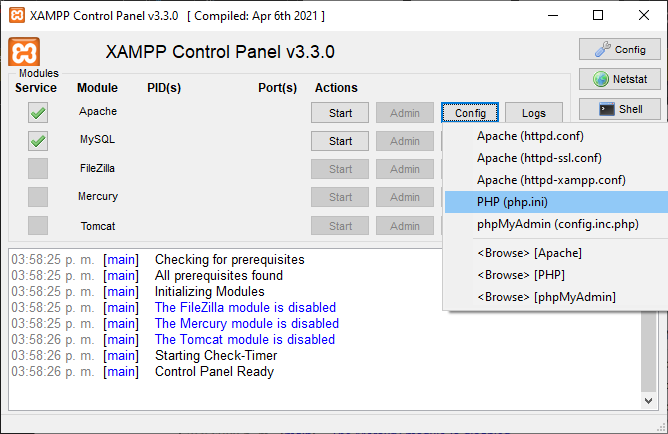 XAMPP Control Panel v3.3.0 [ Compiled: Apr 6th 2021 ]
XAMPP Control Panel v3.3.0
Config
Netstat
Shell
Modules
Service Module PID(s) Port(s) Actions
Apache Start Admin Config Logs
MySQL Start Admin
FileZilla Start Admin
Mercury Start Admin
Tomcat Start Admin
Apache (httpd.conf)
Apache (httpd-ssl.conf)
Apache (httpd-xampp.conf)
PHP (php.ini)
phpMyAdmin (config.inc.php)
<Browse> [Apache]
<Browse> [PHP]
<Browse> [phpMyAdmin]
03:58:25 p. m. [main] Checking for prerequisites
03:58:25 p. m. [main] All prerequisites found
03:58:25 p. m. [main] Initializing Modules
03:58:25 p. m. [main] The FileZilla module is disabled
03:58:25 p. m. [main] The Mercury module is disabled
03:58:25 p. m. [main] The Tomcat module is disabled
03:58:26 p. m. [main] Starting Check-Timer
03:58:26 p. m. [main] Control Panel Ready